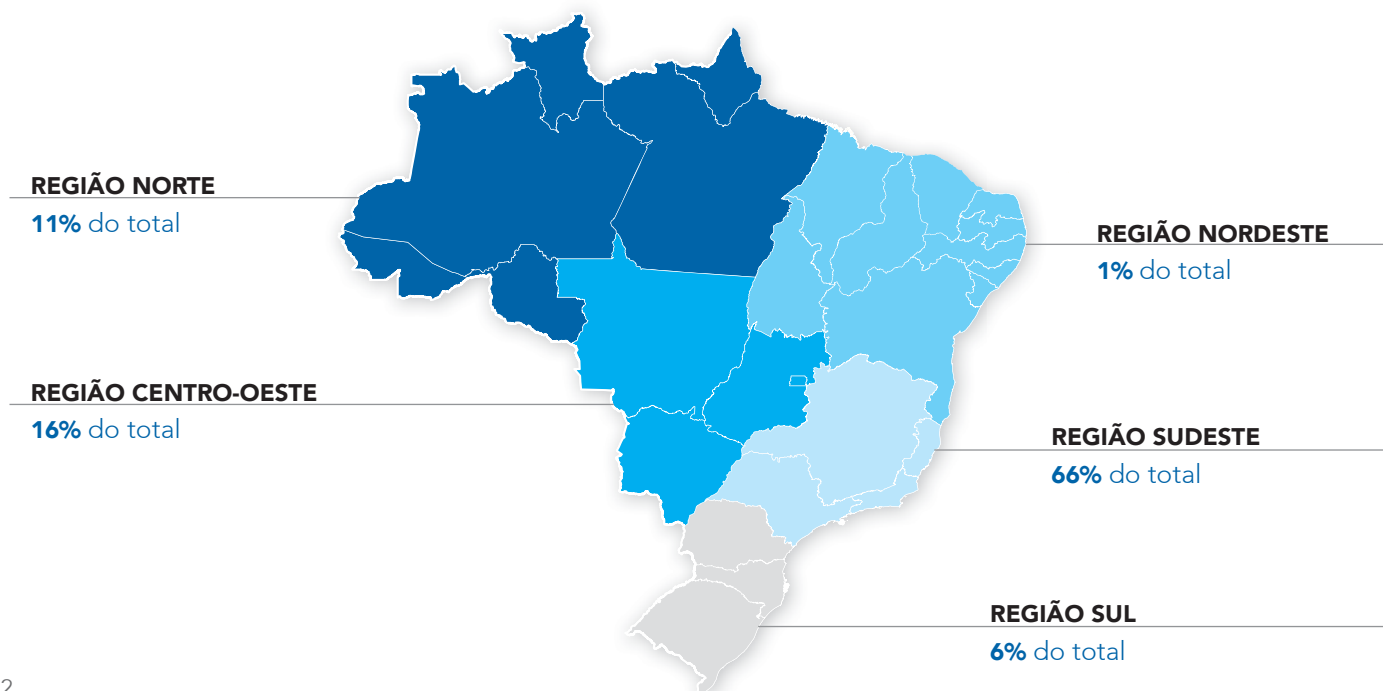 REGIÃO NORTE
11% do total
REGIÃO NORDESTE
1% do total
REGIÃO CENTRO-OESTE
16% do total
REGIÃO SUDESTE
66% do total
REGIÃO SUL
6% do total
2